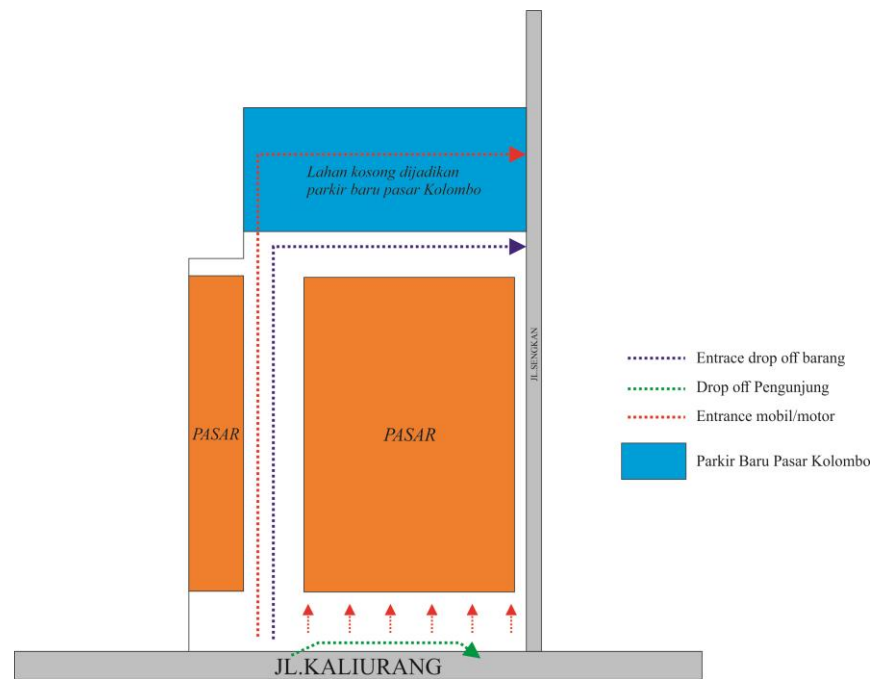 Lahan kosong dijadikan
parkir baru pasar Kolombo
JL.SENGKAN
PASAR
PASAR
JL.KALIURANG
Entrace drop off barang
Drop off Pengunjung
Entrance mobil/motor
Parkir Baru Pasar Kolombo